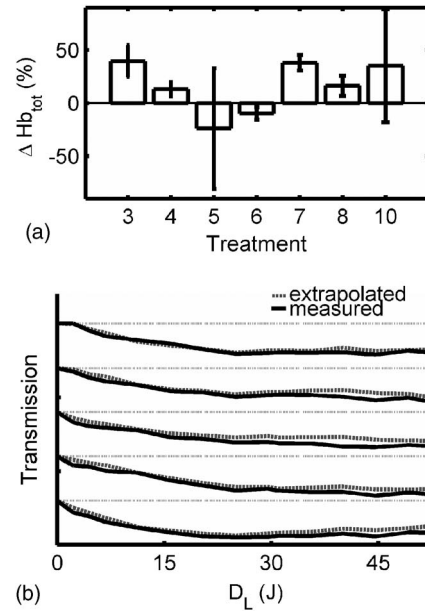 50
0
-50
Δ Hb_tot (%)
3 4 5 6 7 8 10
(a)
Treatment
extrapolated
measured
Transmission
0 15 30 45
(b)
D_L (J)